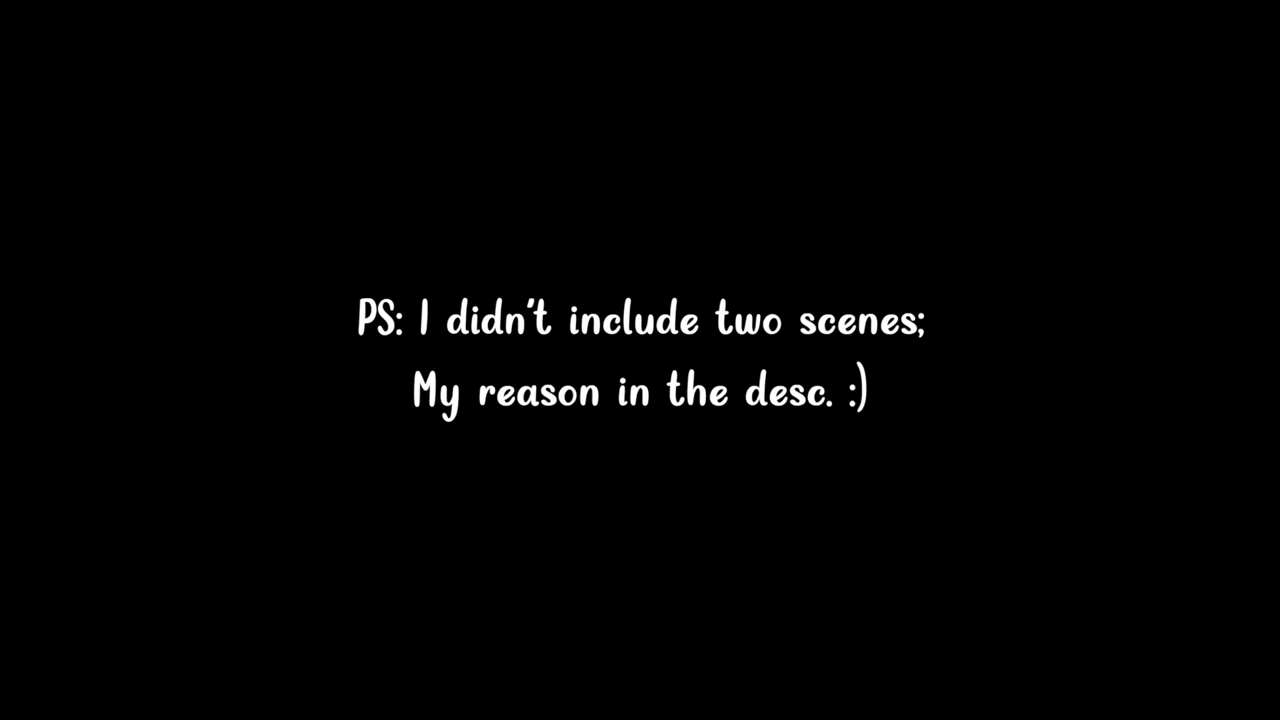 PS: I didn't include two scenes;
My reason in the desc. :)